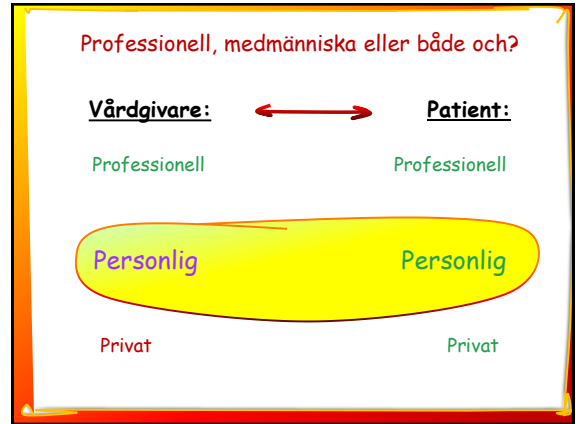 Professionell, medmänniska eller både och?
Vårdgivare: Patient:
Professionell Professionell
Personlig Personlig
Privat Privat